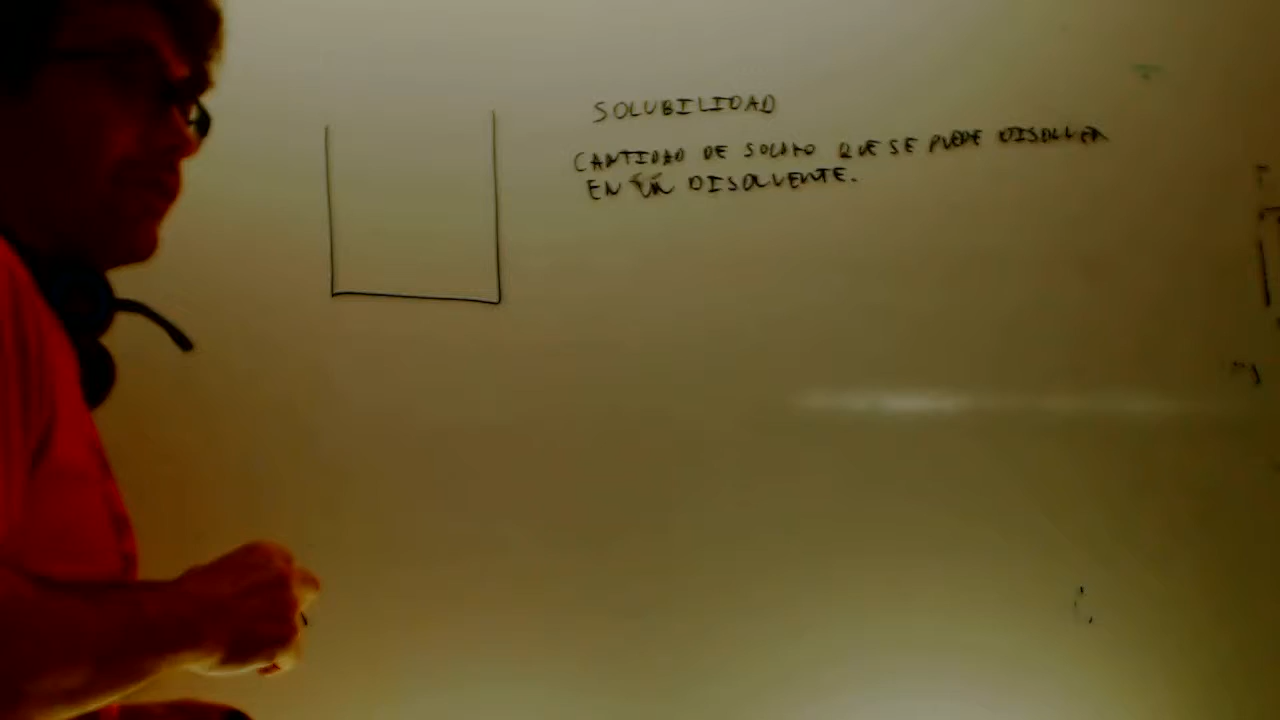 SOLUBILIDAD
CANTIDAD DE SOLUTO QUE SE PUEDE DISOLVER
EN UN DISOLVENTE.